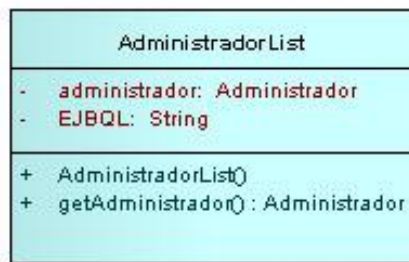 AdministradorList
- administrador: Administrador
- EJBQL: String
+ AdministradorList()
+ getAdministrador() : Administrador